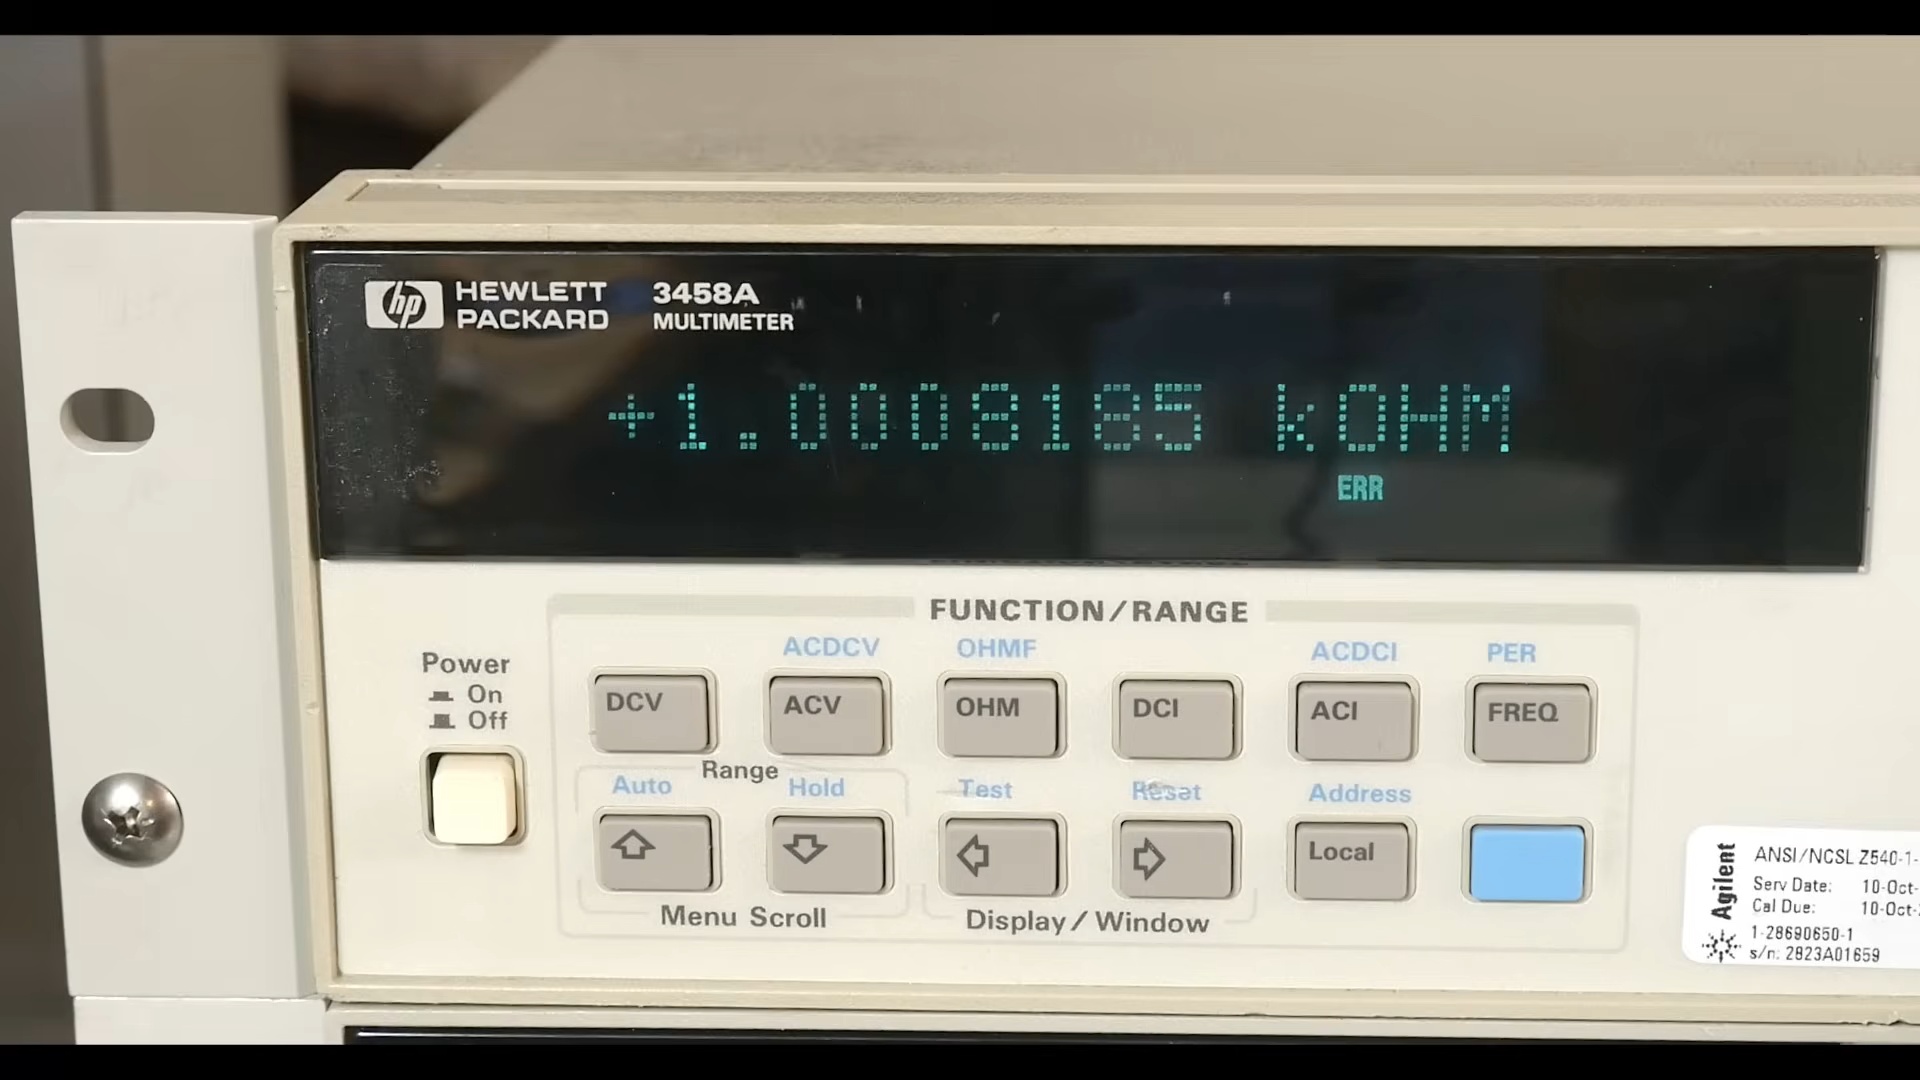 hp HEWLETT PACKARD
3458A MULTIMETER
+1.0008185 kOHM
ERR
FUNCTION/RANGE
ACDCV OHMF ACDCI PER
Power
On
Off
DCV ACV OHM DCI ACI FREQ
Range
Auto Hold Test Reset Address
Local
Menu Scroll Display/Window
Agilent
ANSI/NCSL Z540-1-
Serv Date: 10-Oct-
Cal Due: 10-Oct-
1-28690650-1
s/n: 2823A01659